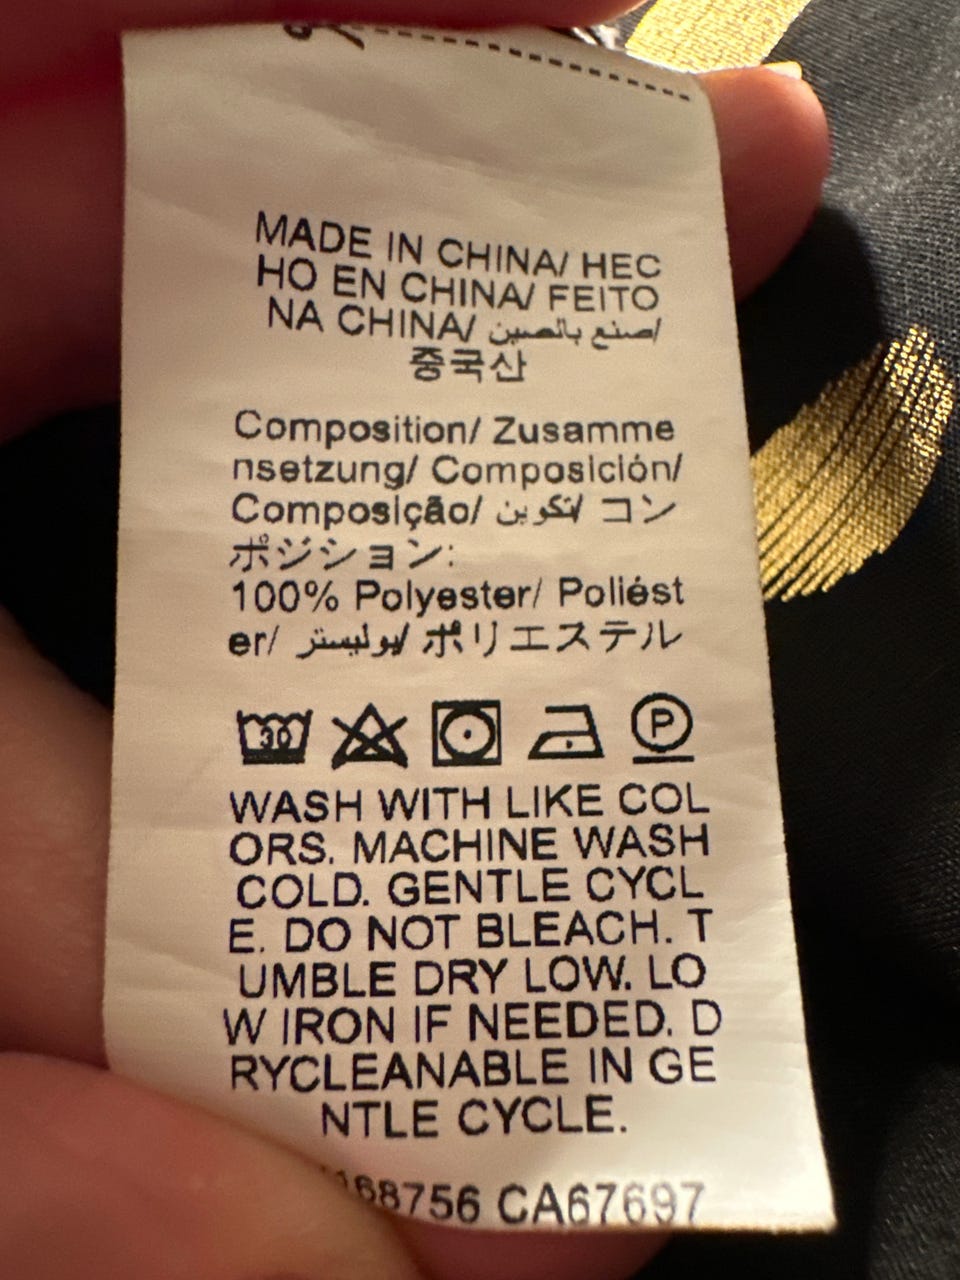 MADE IN CHINA/ HEC
HO EN CHINA/ FEITO
NA CHINA/ صنع بالصين/
중국산
Composition/ Zusamme
nsetzung/ Composición/
Composição/ تكوين/ コン
ポジション:
100% Polyester/ Poliést
er/ بوليستر/ ポリエステル
30
P
WASH WITH LIKE COL
ORS. MACHINE WASH
COLD. GENTLE CYCL
E. DO NOT BLEACH. T
UMBLE DRY LOW. LO
W IRON IF NEEDED. D
RYCLEANABLE IN GE
NTLE CYCLE.
168756 CA67697